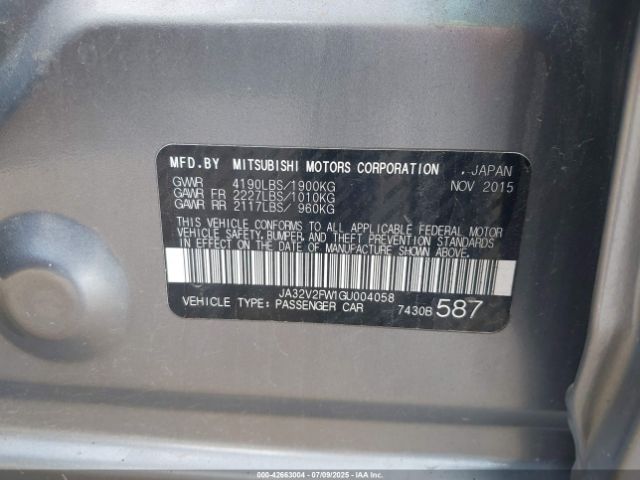 MFD.BY MITSUBISHI MOTORS CORPORATION . JAPAN
GVWR 4190LBS/1900KG NOV 2015
GAWR FR 2227LBS/1010KG
GAWR RR 2117LBS/ 960KG
THIS VEHICLE CONFORMS TO ALL APPLICABLE FEDERAL MOTOR
VEHICLE SAFETY, BUMPER, AND THEFT PREVENTION STANDARDS
IN EFFECT ON THE DATE OF MANUFACTURE SHOWN ABOVE.
JA32V2FW1GU004058
VEHICLE TYPE: PASSENGER CAR 7430B 587
000-42663004 | 07/09/2025 | IAAI.COM